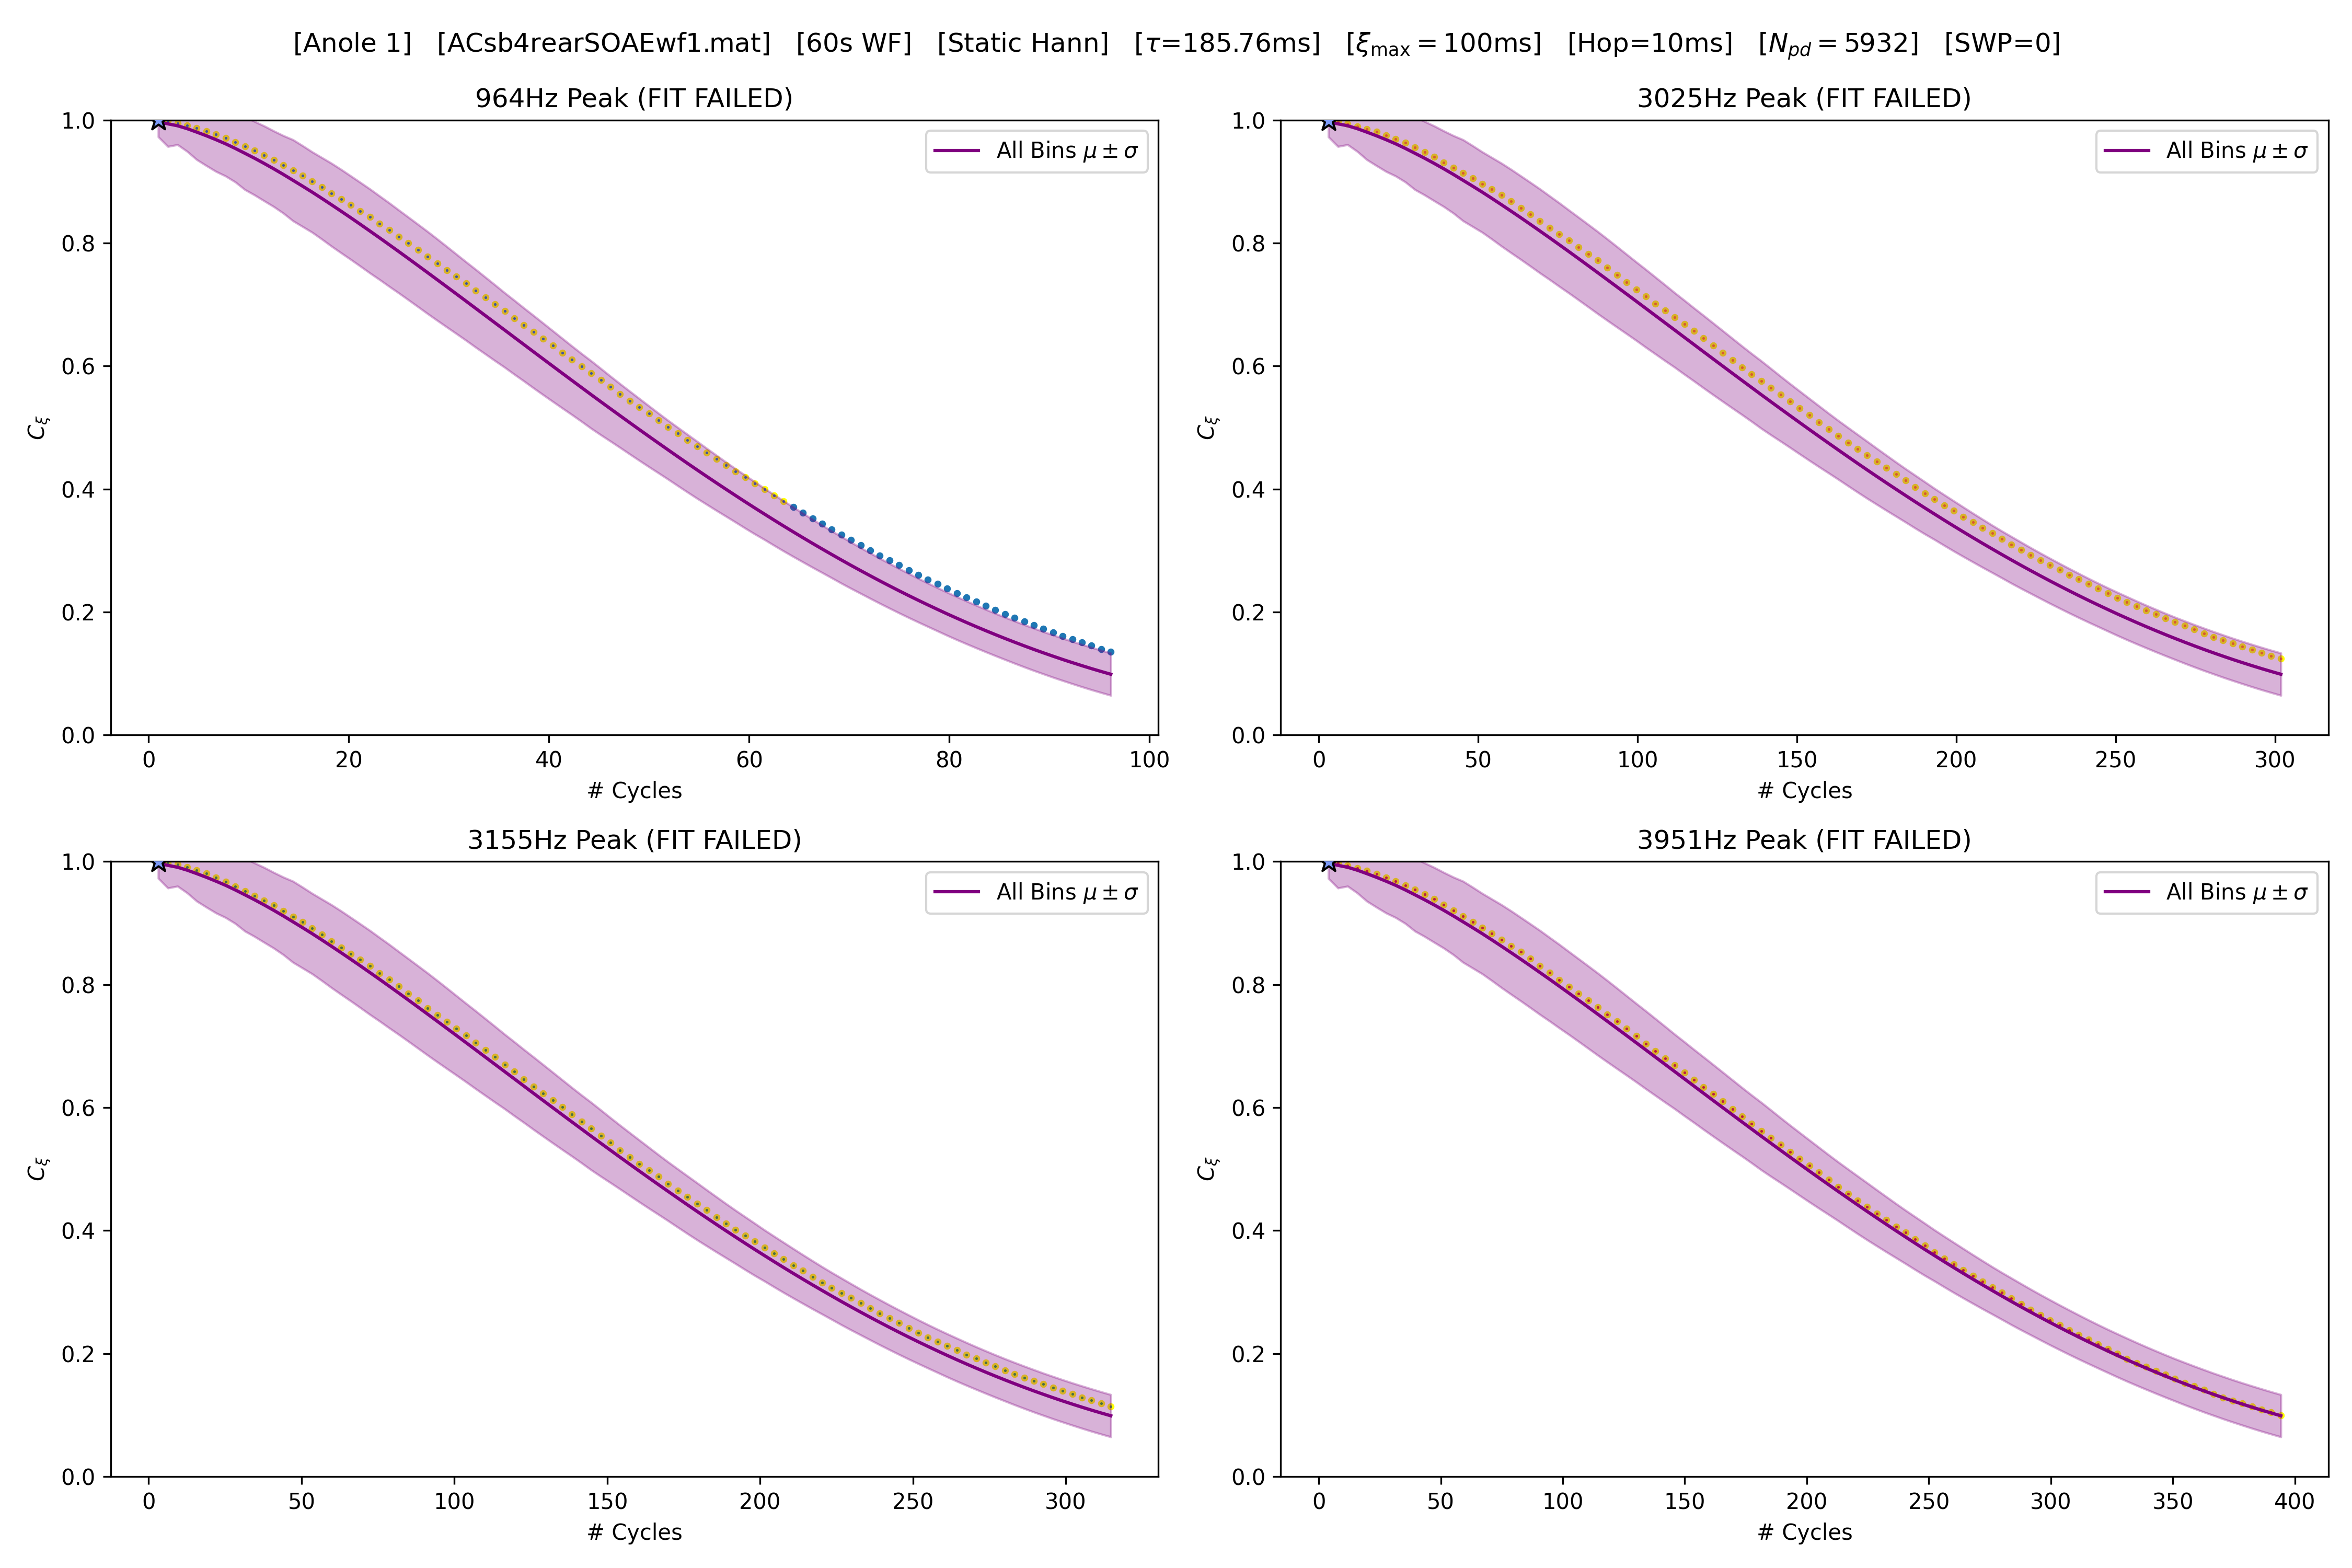 [Anole 1] [ACsb4rearSOAEwf1.mat] [60s WF] [Static Hann] [τ=185.76ms] [ξmax = 100ms] [Hop=10ms] [Npd = 5932] [SWP=0]
964Hz Peak (FIT FAILED)
1.0
0.8
0.6
0.4
0.2
0.0
Cξ
All Bins μ ± σ
0 20 40 60 80 100
# Cycles
3025Hz Peak (FIT FAILED)
1.0
0.8
0.6
0.4
0.2
0.0
Cξ
All Bins μ ± σ
0 50 100 150 200 250 300
# Cycles
3155Hz Peak (FIT FAILED)
1.0
0.8
0.6
0.4
0.2
0.0
Cξ
All Bins μ ± σ
0 50 100 150 200 250 300
# Cycles
3951Hz Peak (FIT FAILED)
1.0
0.8
0.6
0.4
0.2
0.0
Cξ
All Bins μ ± σ
0 50 100 150 200 250 300 350 400
# Cycles